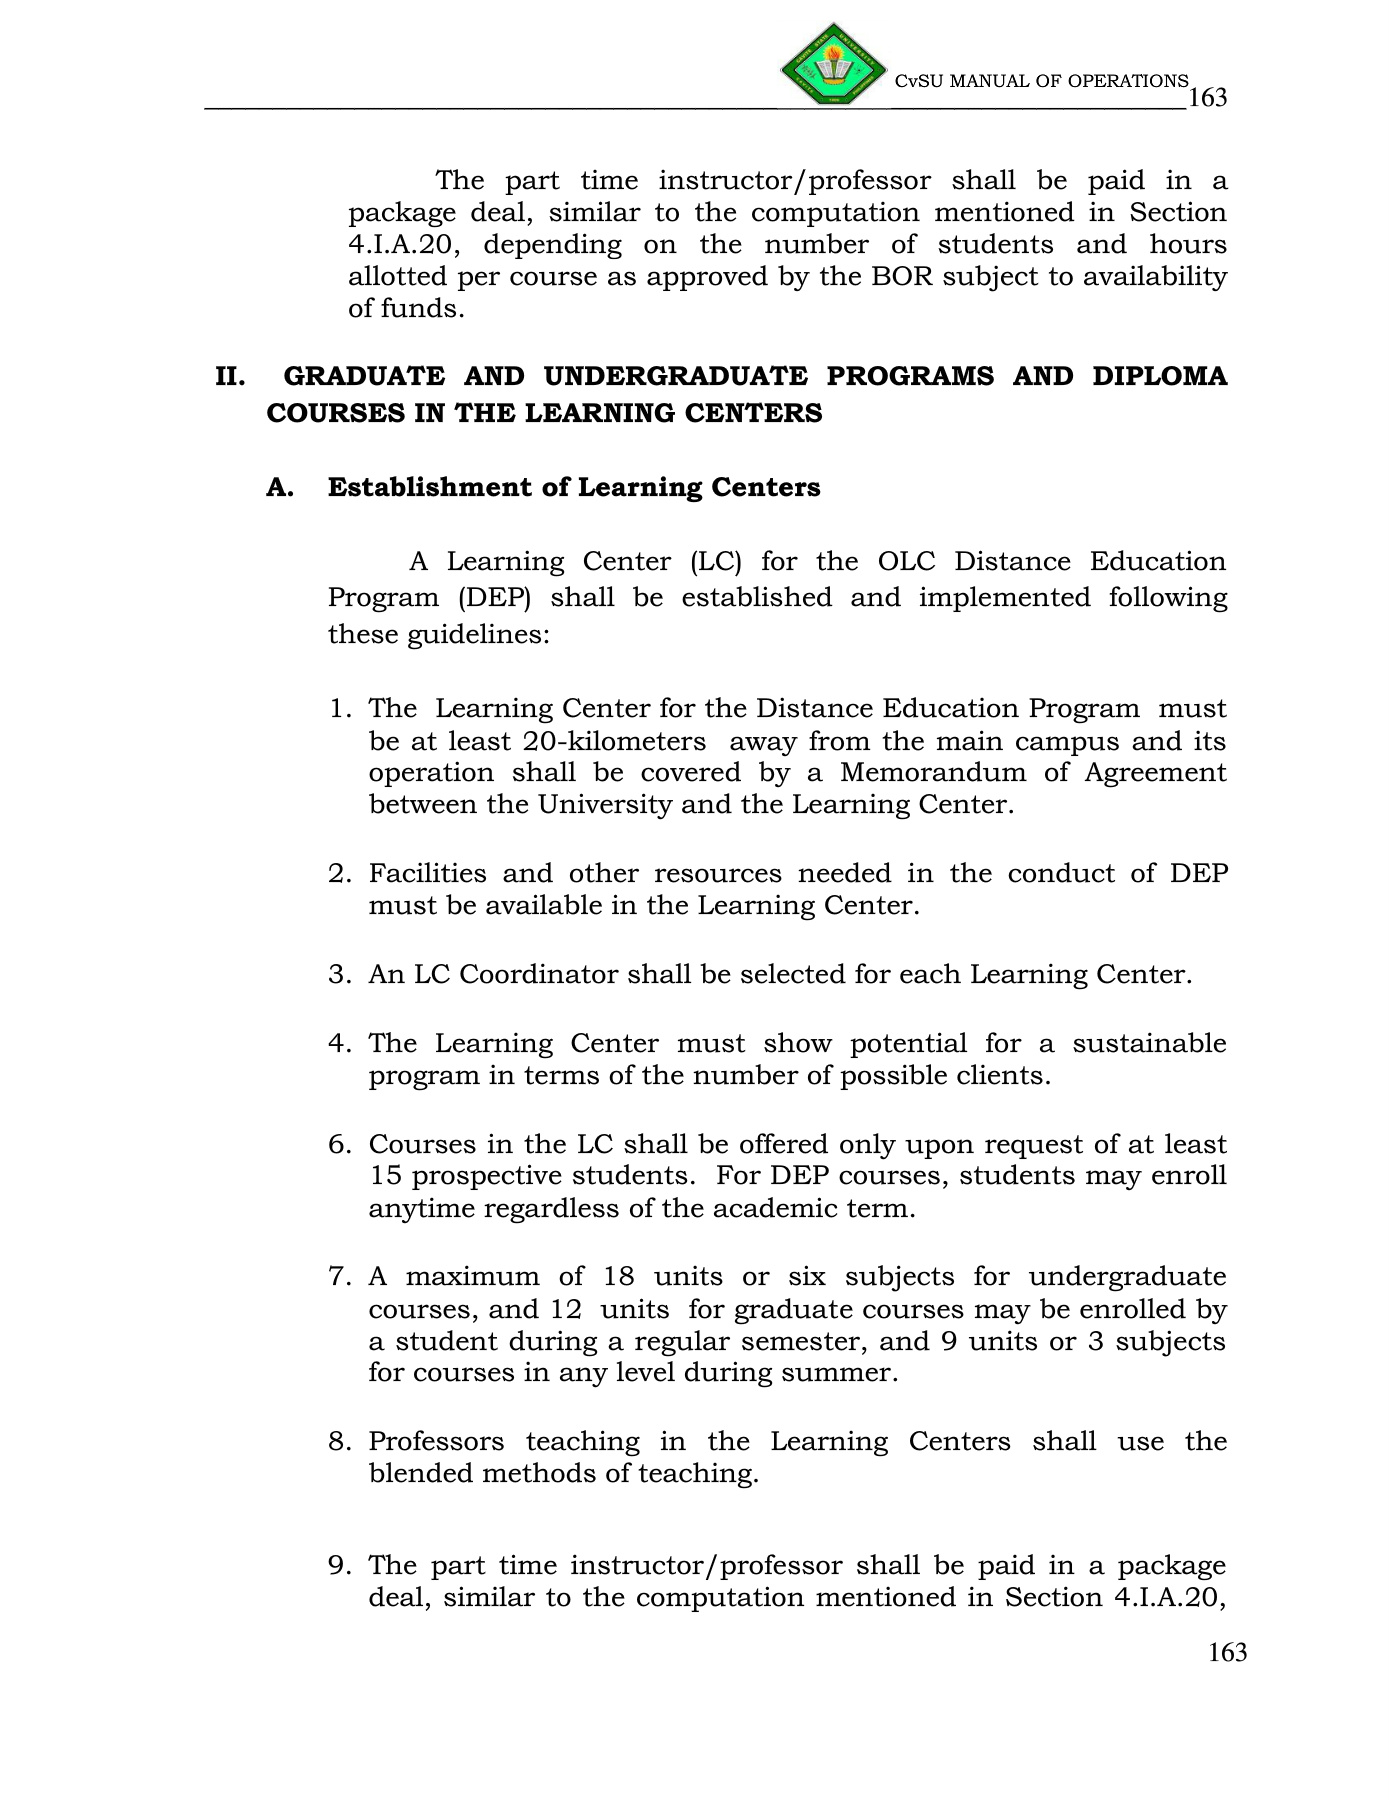 CvSU MANUAL OF OPERATIONS
163
The part time instructor/professor shall be paid in a
package deal, similar to the computation mentioned in Section
4.I.A.20, depending on the number of students and hours
allotted per course as approved by the BOR subject to availability
of funds.
II. GRADUATE AND UNDERGRADUATE PROGRAMS AND DIPLOMA
COURSES IN THE LEARNING CENTERS
A. Establishment of Learning Centers
A Learning Center (LC) for the OLC Distance Education
Program (DEP) shall be established and implemented following
these guidelines:
1. The Learning Center for the Distance Education Program must
be at least 20-kilometers away from the main campus and its
operation shall be covered by a Memorandum of Agreement
between the University and the Learning Center.
2. Facilities and other resources needed in the conduct of DEP
must be available in the Learning Center.
3. An LC Coordinator shall be selected for each Learning Center.
4. The Learning Center must show potential for a sustainable
program in terms of the number of possible clients.
6. Courses in the LC shall be offered only upon request of at least
15 prospective students. For DEP courses, students may enroll
anytime regardless of the academic term.
7. A maximum of 18 units or six subjects for undergraduate
courses, and 12 units for graduate courses may be enrolled by
a student during a regular semester, and 9 units or 3 subjects
for courses in any level during summer.
8. Professors teaching in the Learning Centers shall use the
blended methods of teaching.
9. The part time instructor/professor shall be paid in a package
deal, similar to the computation mentioned in Section 4.I.A.20,
163